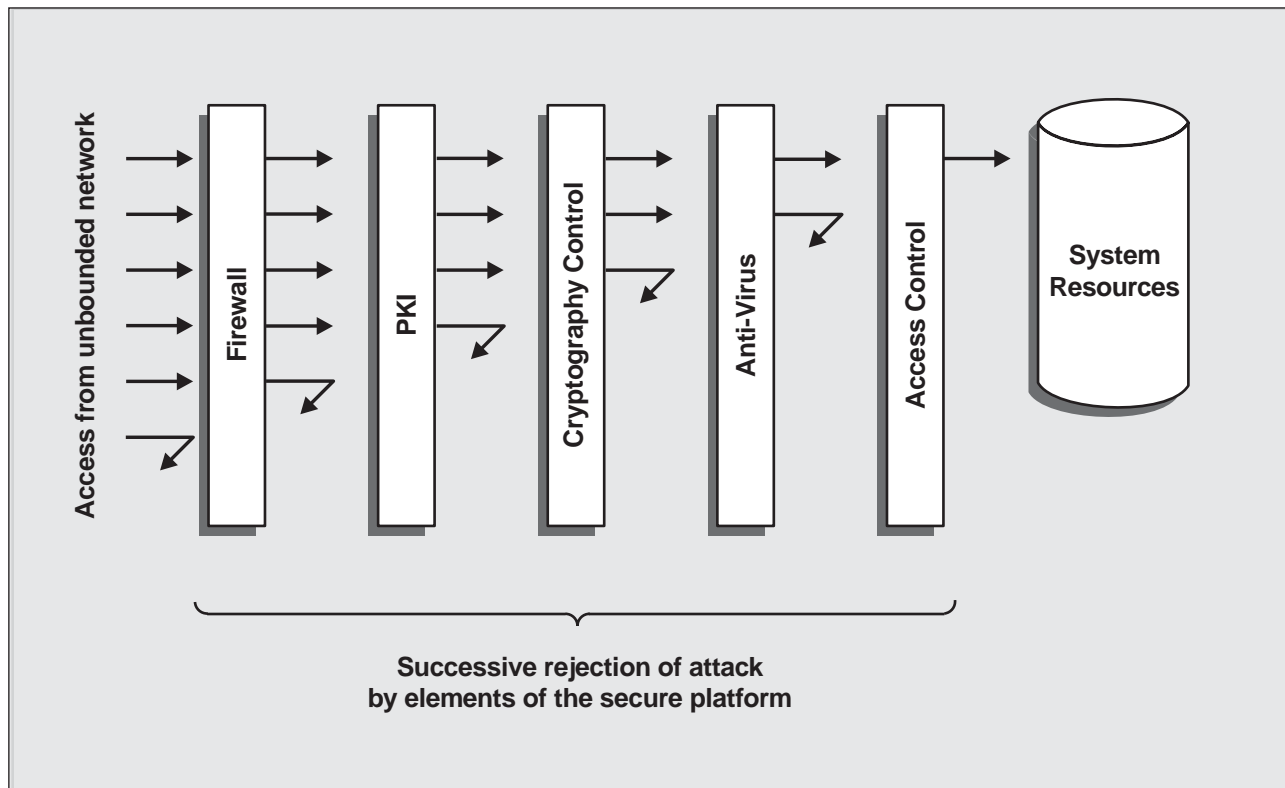 Access from unbounded network
Firewall
PKI
Cryptography Control
Anti-Virus
Access Control
System
Resources
Successive rejection of attack
by elements of the secure platform